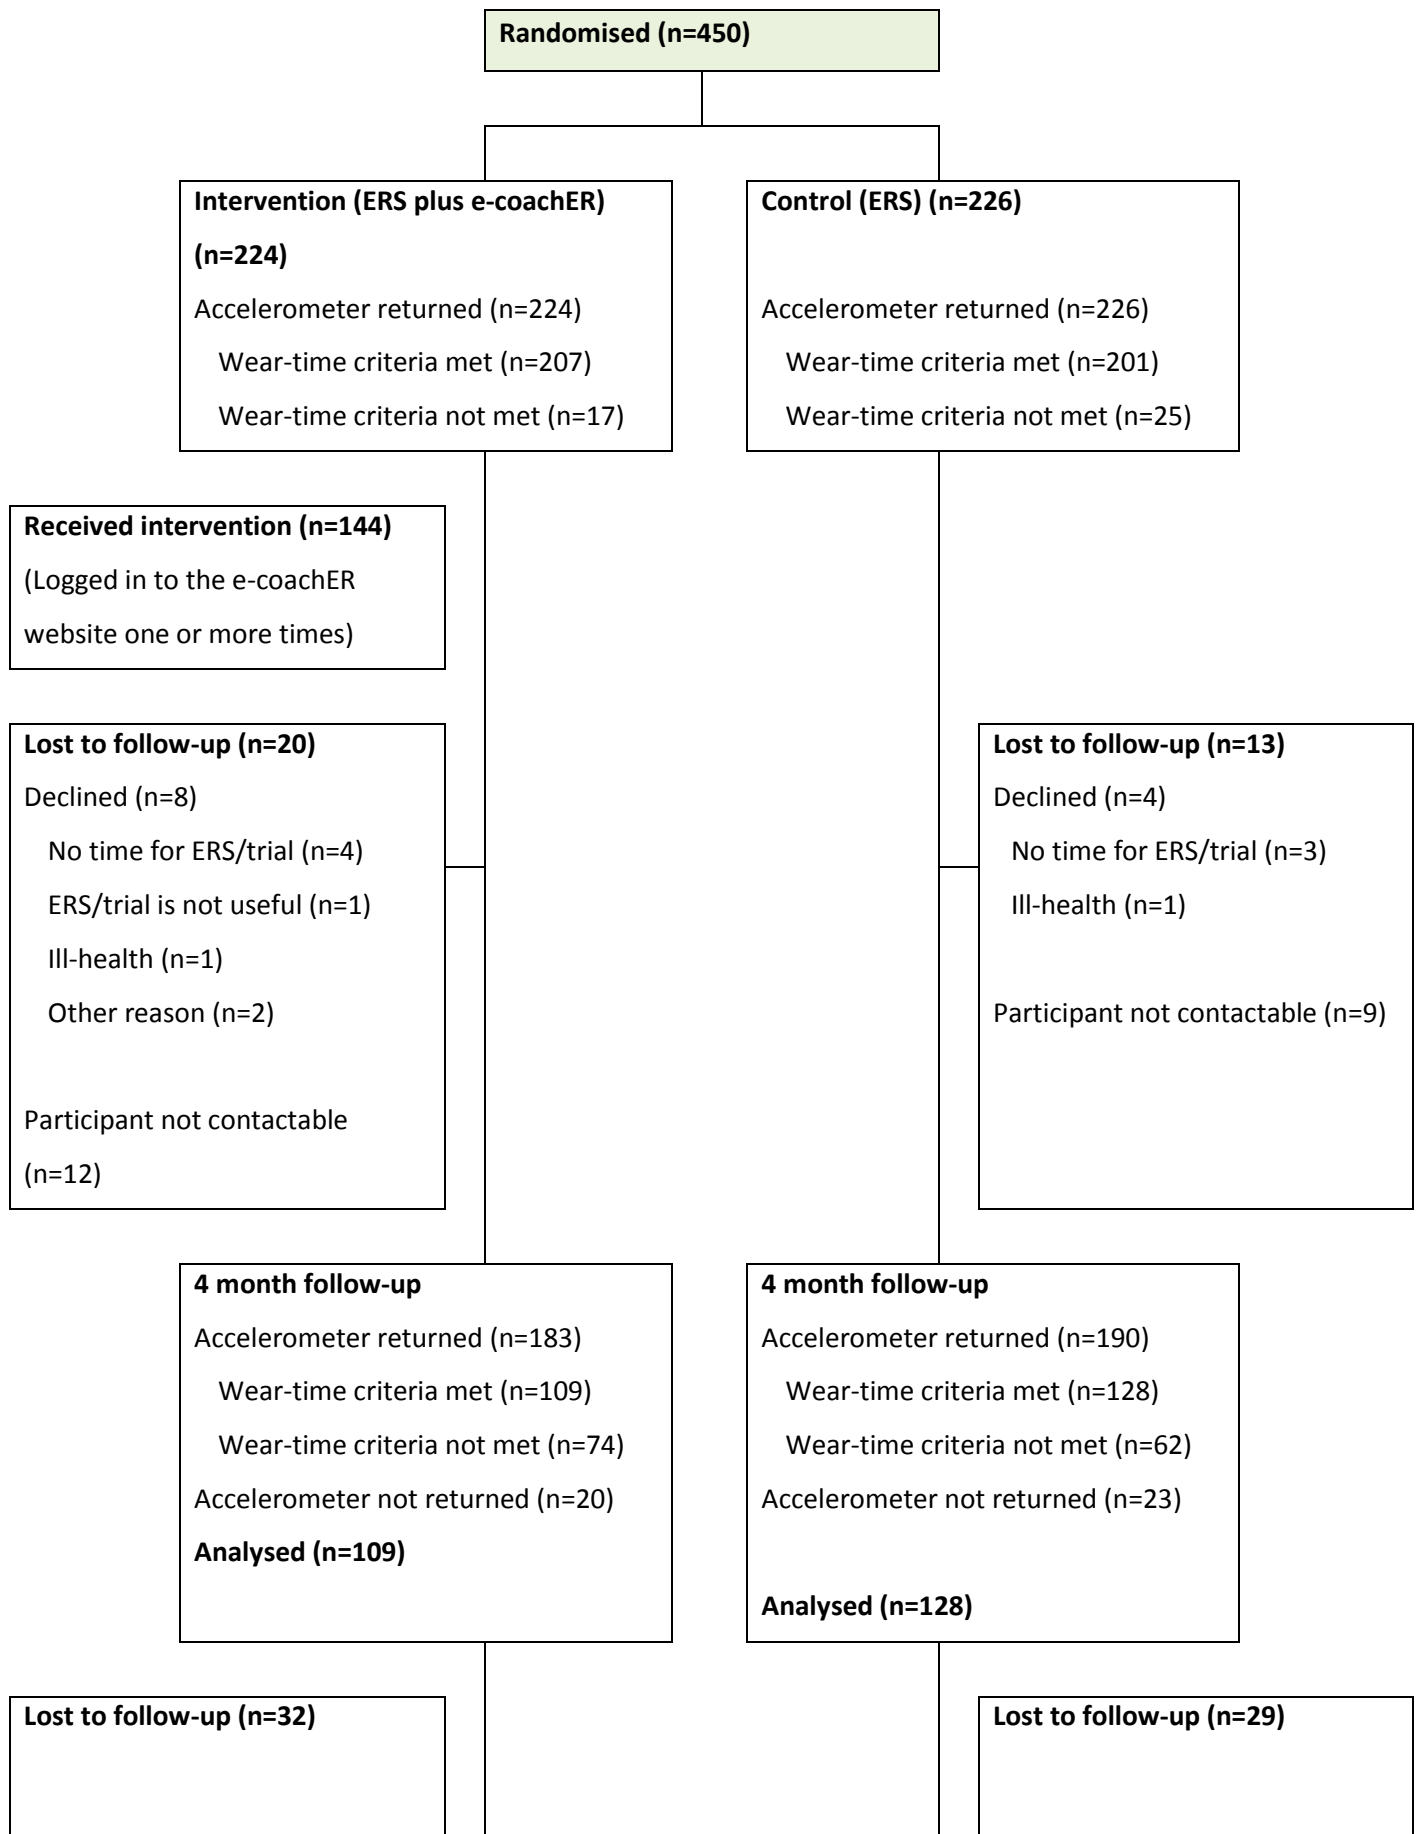 Randomised (n=450)
Intervention (ERS plus e-coachER)
(n=224)
Accelerometer returned (n=224)
Wear-time criteria met (n=207)
Wear-time criteria not met (n=17)
Control (ERS) (n=226)
Accelerometer returned (n=226)
Wear-time criteria met (n=201)
Wear-time criteria not met (n=25)
Received intervention (n=144)
(Logged in to the e-coachER
website one or more times)
Lost to follow-up (n=20)
Declined (n=8)
No time for ERS/trial (n=4)
ERS/trial is not useful (n=1)
Ill-health (n=1)
Other reason (n=2)
Participant not contactable
(n=12)
Lost to follow-up (n=13)
Declined (n=4)
No time for ERS/trial (n=3)
Ill-health (n=1)
Participant not contactable (n=9)
4 month follow-up
Accelerometer returned (n=183)
Wear-time criteria met (n=109)
Wear-time criteria not met (n=74)
Accelerometer not returned (n=20)
Analysed (n=109)
4 month follow-up
Accelerometer returned (n=190)
Wear-time criteria met (n=128)
Wear-time criteria not met (n=62)
Accelerometer not returned (n=23)
Analysed (n=128)
Lost to follow-up (n=32)
Lost to follow-up (n=29)